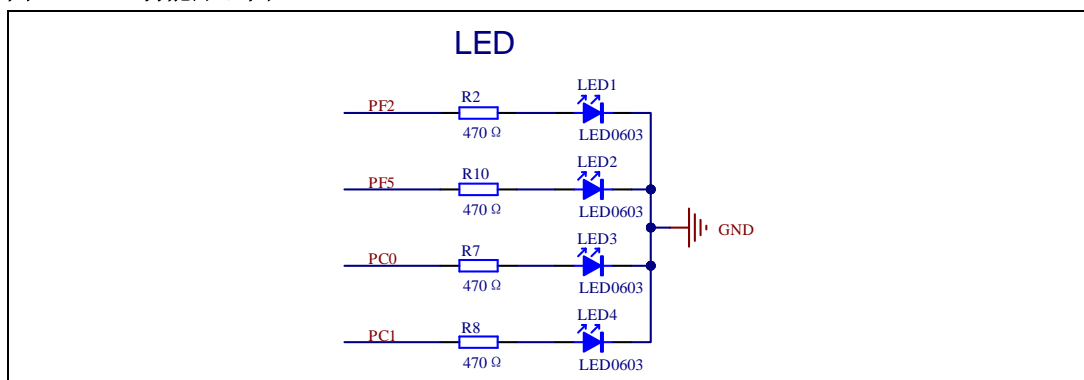 LED
LED1
PF2
R2
470 Ω
LED0603
LED2
PF5
R10
470 Ω
LED0603
GND
LED3
PC0
R7
470 Ω
LED0603
LED4
PC1
R8
470 Ω
LED0603